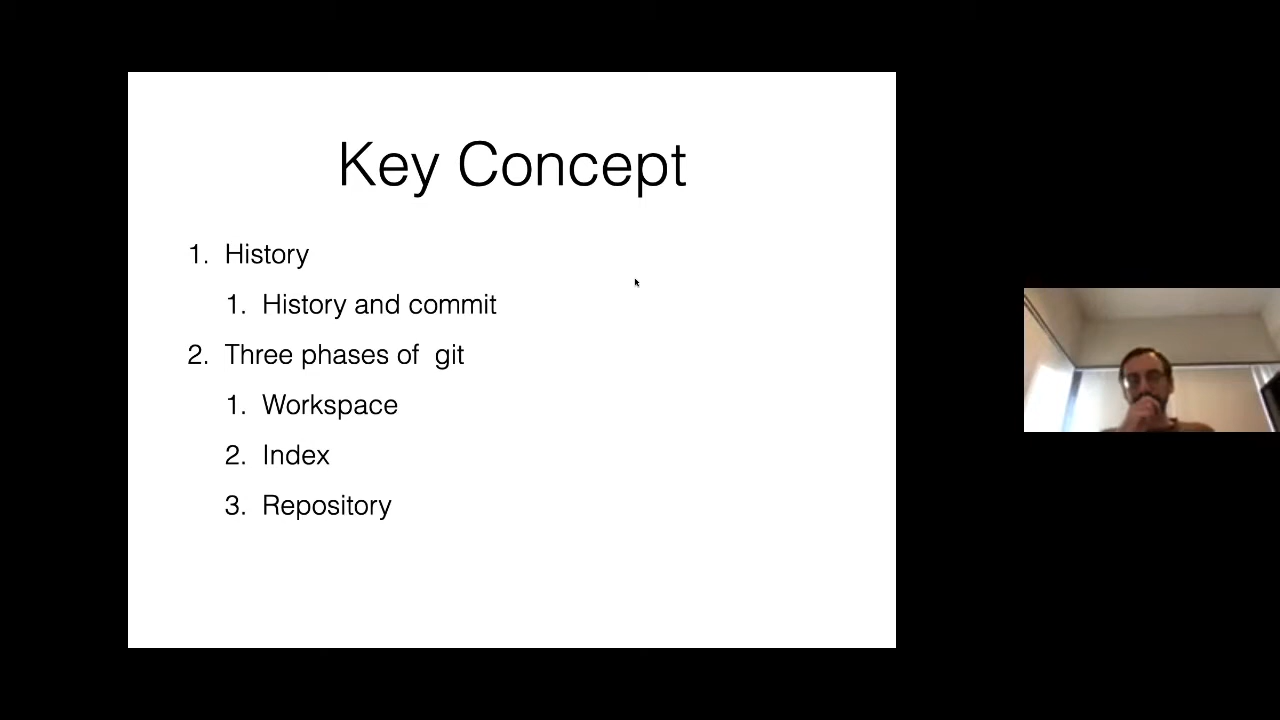 Key Concept
1. History
1. History and commit
2. Three phases of  git
1. Workspace
2. Index
3. Repository